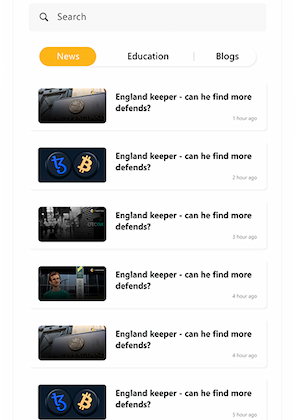 Search
News Education Blogs
England keeper - can he find more
defends?
1 hour ago
England keeper - can he find more
defends?
2 hour ago
England keeper - can he find more
defends?
3 hour ago
England keeper - can he find more
defends?
4 hour ago
England keeper - can he find more
defends?
4 hour ago
England keeper - can he find more
defends?
5 hour ago